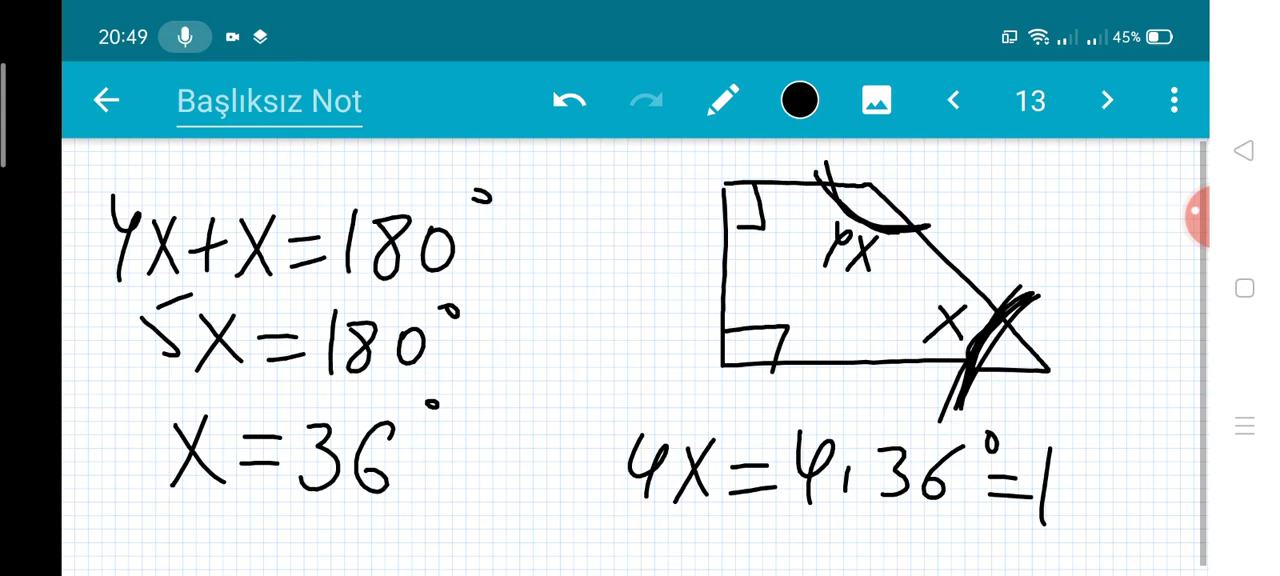 20:49
45%
Başlıksız Not
13
4X+X=180°
5X=180°
X=36°
4X
X
4X=4.36°=1